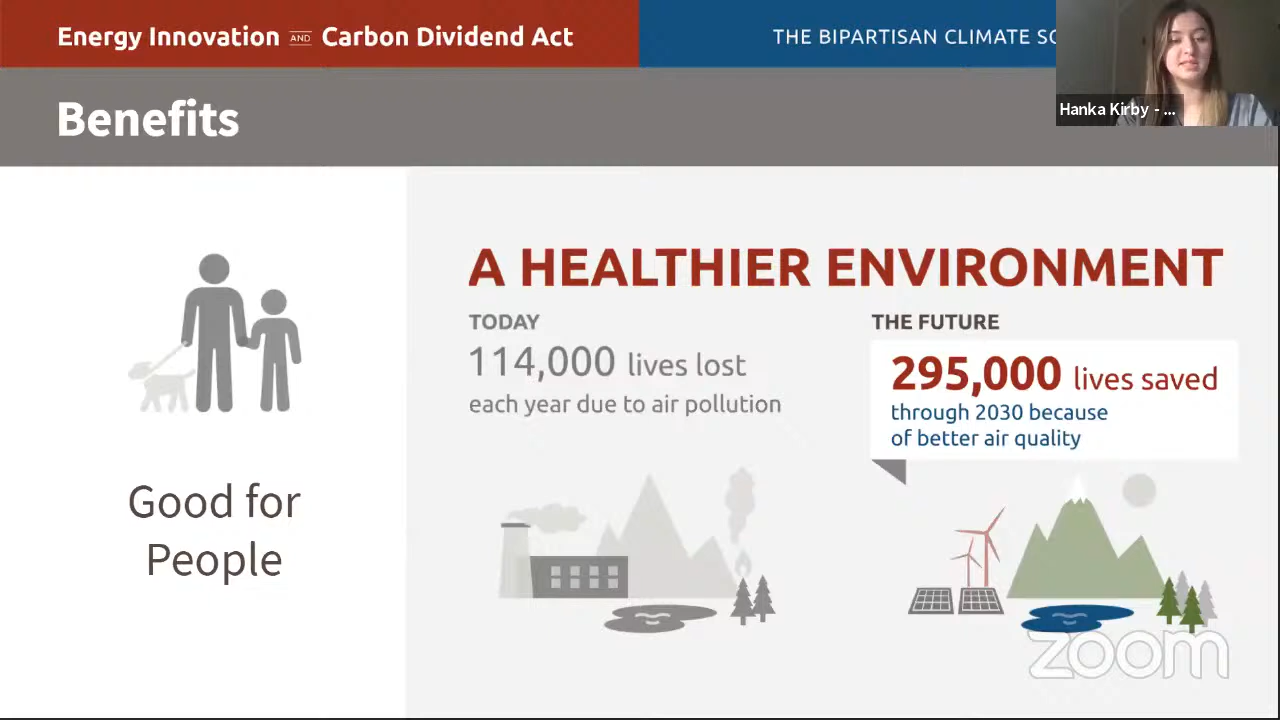 Energy Innovation AND Carbon Dividend Act
THE BIPARTISAN CLIMATE
Hanka Kirby - ...
Benefits
A HEALTHIER ENVIRONMENT
TODAY
114,000 lives lost
each year due to air pollution
THE FUTURE
295,000 lives saved
through 2030 because
of better air quality
Good for
People
zoom